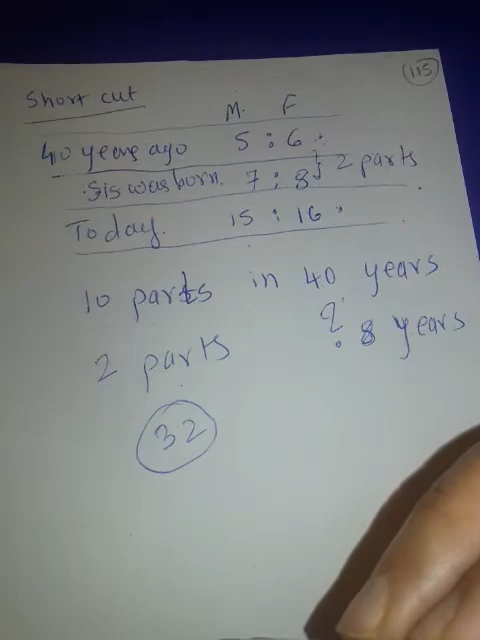 115
Short cut
M. F
40 years ago 5 : 6
Sis was born. 7 : 8 } 2 parts
Today. 15 : 16
10 parts in 40 years
2 parts ? 8 years
32